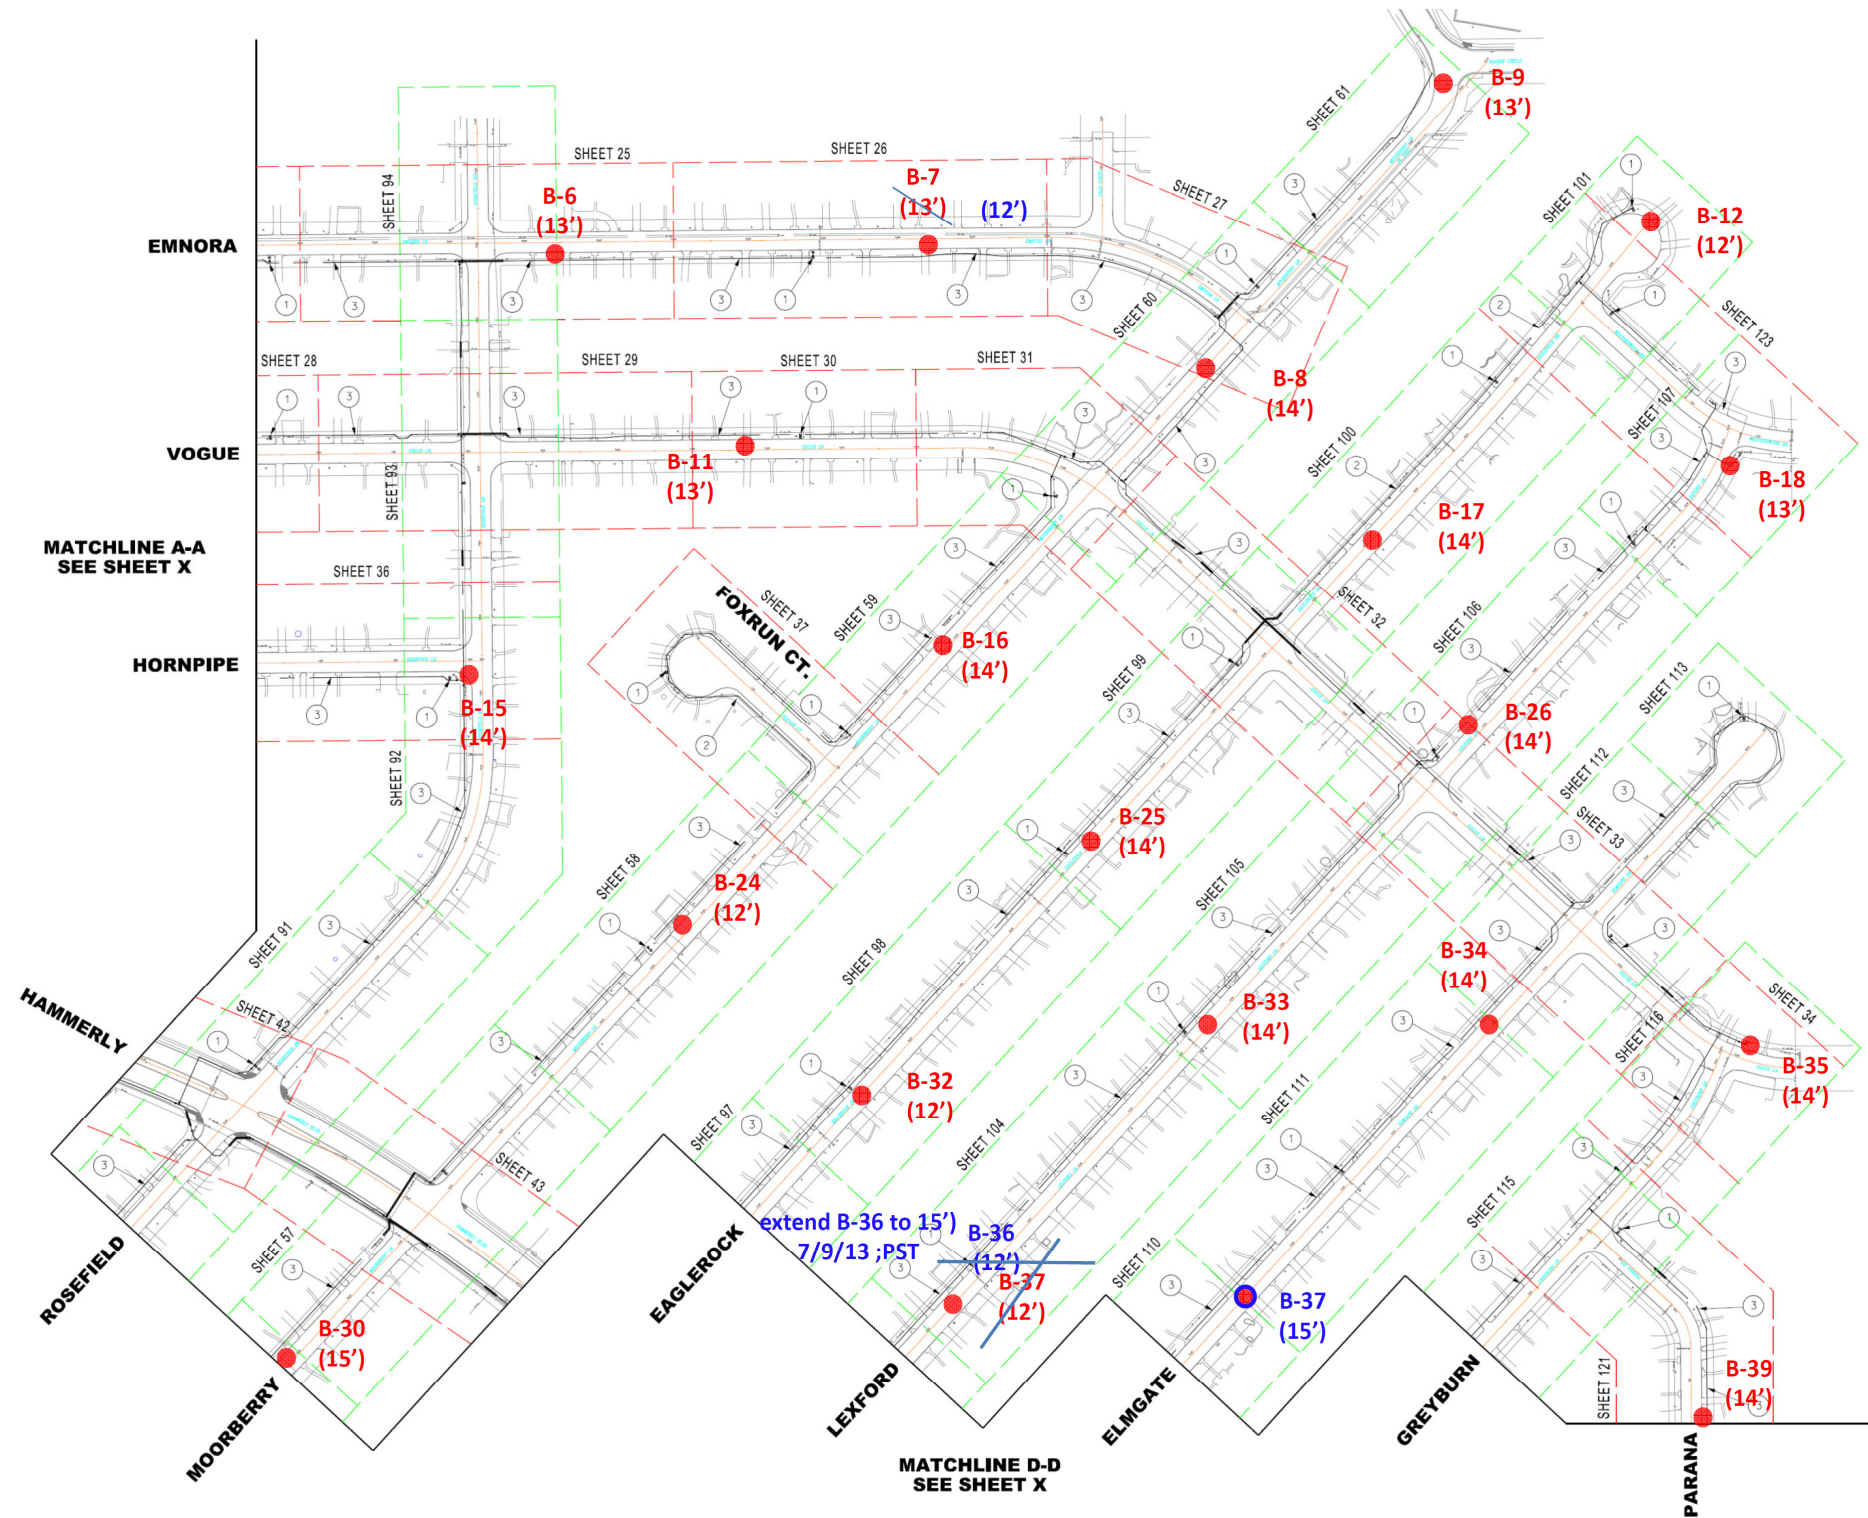 B-9
(13')
SHEET 61
SHEET 25
SHEET 26
SHEET 27
SHEET 94
B-6
(13')
B-7
(13')
(12')
SHEET 101
B-12
(12')
EMNORA
SHEET 60
SHEET 123
SHEET 28
SHEET 29
SHEET 30
SHEET 31
B-8
(14')
SHEET 107
VOGUE
B-11
(13')
SHEET 93
SHEET 100
B-18
(13')
B-17
(14')
MATCHLINE A-A
SEE SHEET X
SHEET 36
SHEET 37
FOXRUN CT.
SHEET 59
SHEET 32
SHEET 106
HORNPIPE
B-16
(14')
SHEET 99
SHEET 113
B-15
(14')
B-26
(14')
SHEET 92
SHEET 112
SHEET 33
B-25
(14')
SHEET 58
B-24
(12')
SHEET 105
SHEET 91
SHEET 98
B-34
(14')
HAMMERLY
SHEET 42
B-33
(14')
SHEET 116
SHEET 34
B-35
(14')
B-32
(12')
SHEET 97
SHEET 104
SHEET 111
SHEET 43
SHEET 115
extend B-36 to 15')
7/9/13 ;PST
B-36
(12')
B-37
(12')
SHEET 57
SHEET 110
B-37
(15')
ROSEFIELD
EAGLEROCK
B-30
(15')
MOORBERRY
LEXFORD
ELMGATE
GREYBURN
SHEET 121
B-39
(14')
PARANA
MATCHLINE D-D
SEE SHEET X